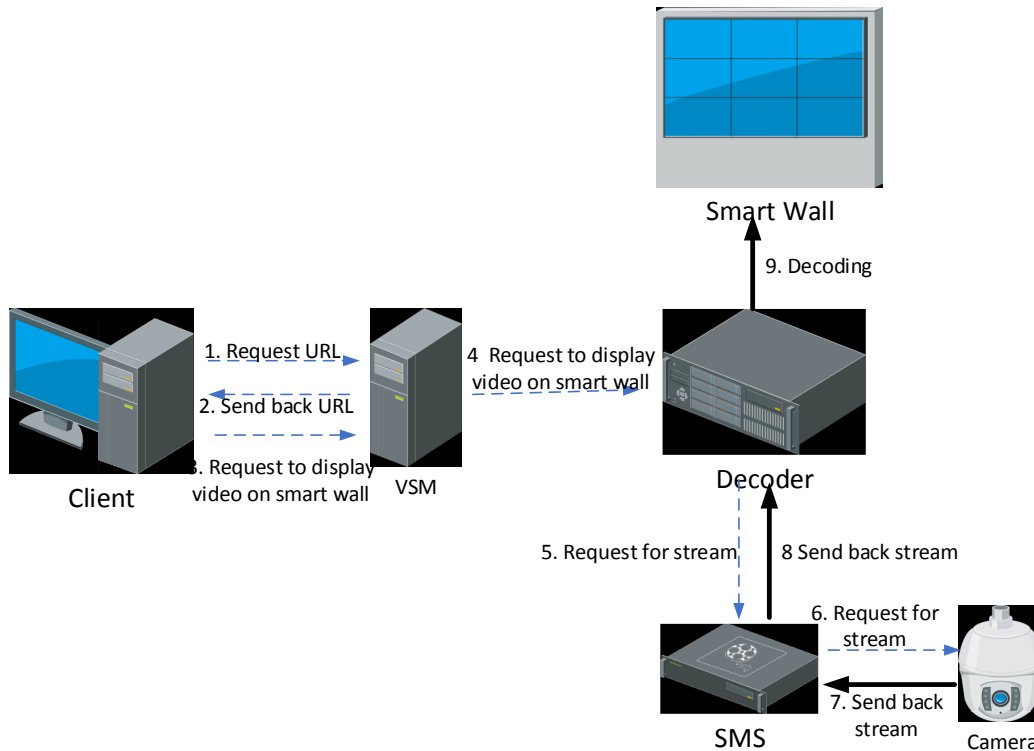 Smart Wall
9. Decoding
1. Request URL
4  Request to display
video on smart wall
2. Send back URL
3. Request to display
video on smart wall
Client
VSM
Decoder
5. Request for stream
8 Send back stream
6. Request for
stream
7. Send back
stream
SMS
Camera